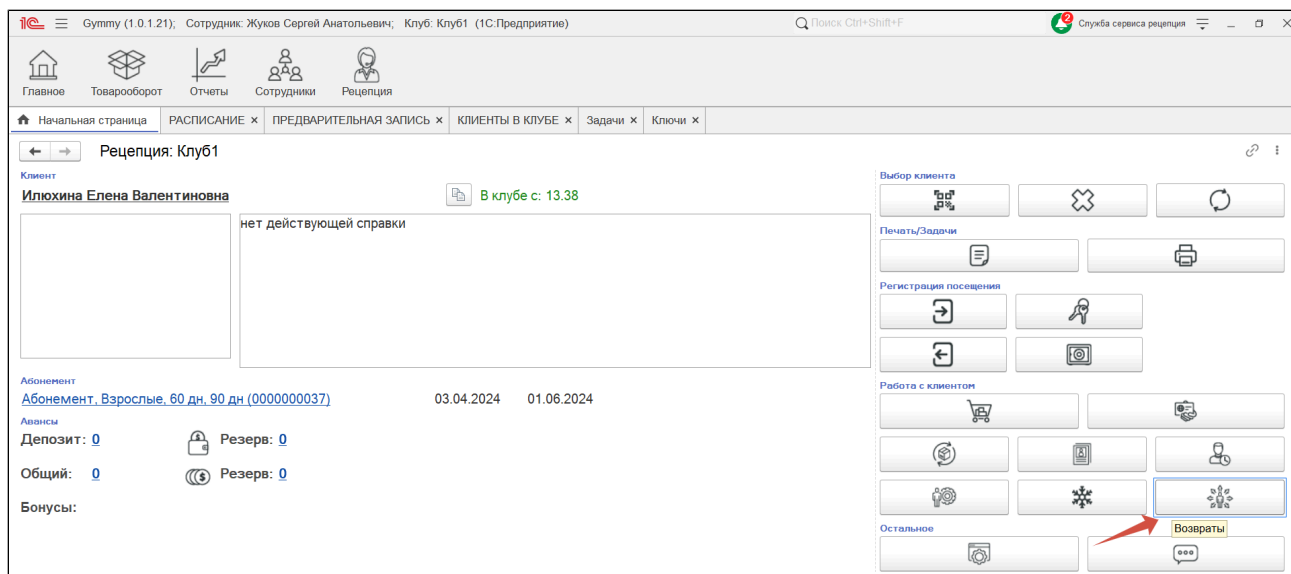 Gymmy (1.0.1.21); Сотрудник: Жуков Сергей Анатольевич; Клуб: Клуб1 (1С:Предприятие)
Поиск Ctrl+Shift+F
2
Служба сервиса рецепция
Главное
Товарооборот
Отчеты
Сотрудники
Рецепция
Начальная страница
РАСПИСАНИЕ ×
ПРЕДВАРИТЕЛЬНАЯ ЗАПИСЬ ×
КЛИЕНТЫ В КЛУБЕ ×
Задачи ×
Ключи ×
Рецепция: Клуб1
Клиент
Илюхина Елена Валентиновна
В клубе с: 13.38
нет действующей справки
Абонемент
Абонемент, Взрослые, 60 дн, 90 дн (0000000037) 03.04.2024 01.06.2024
Авансы
Депозит: 0 Резерв: 0
Общий: 0 Резерв: 0
Бонусы:
Выбор клиента
Печать/Задачи
Регистрация посещения
Работа с клиентом
Возвраты
Остальное